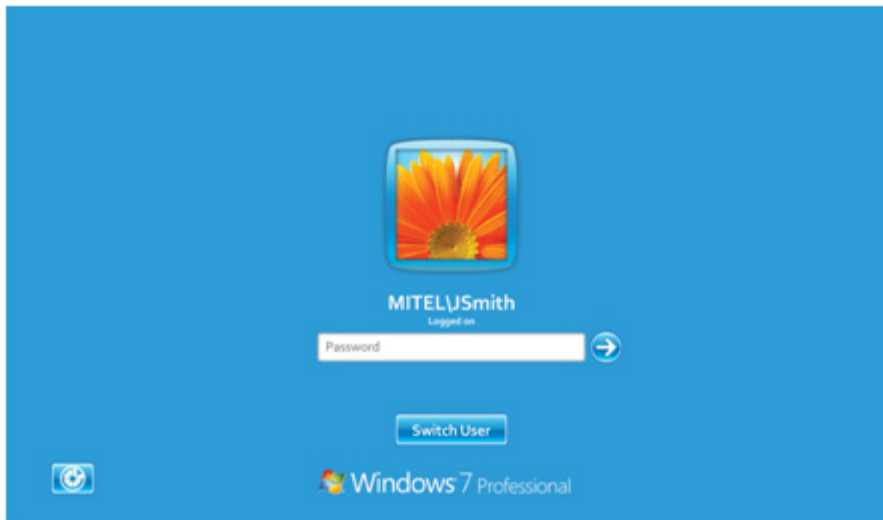 MITEL\JSmith
Logged on
Password
Switch User
Windows 7 Professional